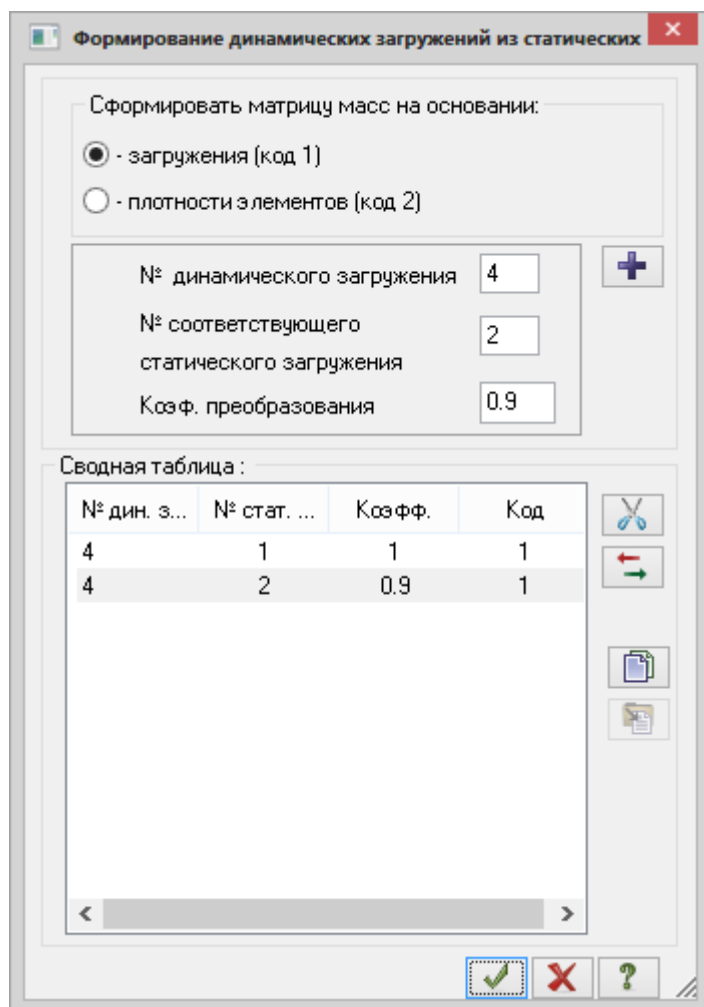 Формирование динамических загружений из статических
Сформировать матрицу масс на основании:
- загружения (код 1)
- плотности элементов (код 2)
№ динамического загружения 4
№ соответствующего
статического загружения 2
Коэф. преобразования 0.9
Сводная таблица :
№ дин. з... № стат. ... Коэфф. Код
4 1 1 1
4 2 0.9 1